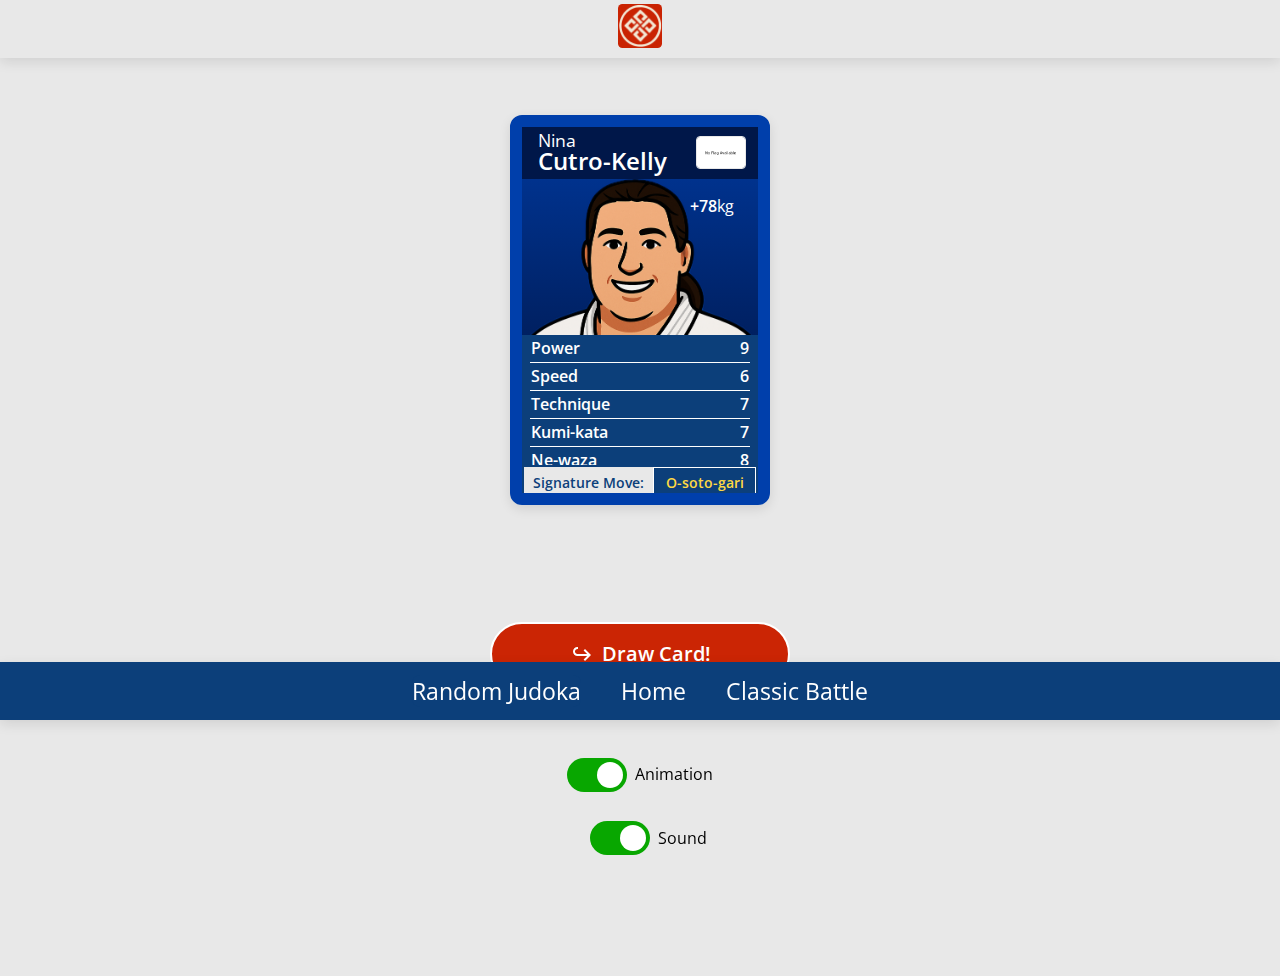 Nina
Cutro-Kelly
No Flag Available
+78kg
Power 9
Speed 6
Technique 7
Kumi-kata 7
Ne-waza 8
Signature Move: O-soto-gari
Draw Card!
Random Judoka Home Classic Battle
Animation
Sound